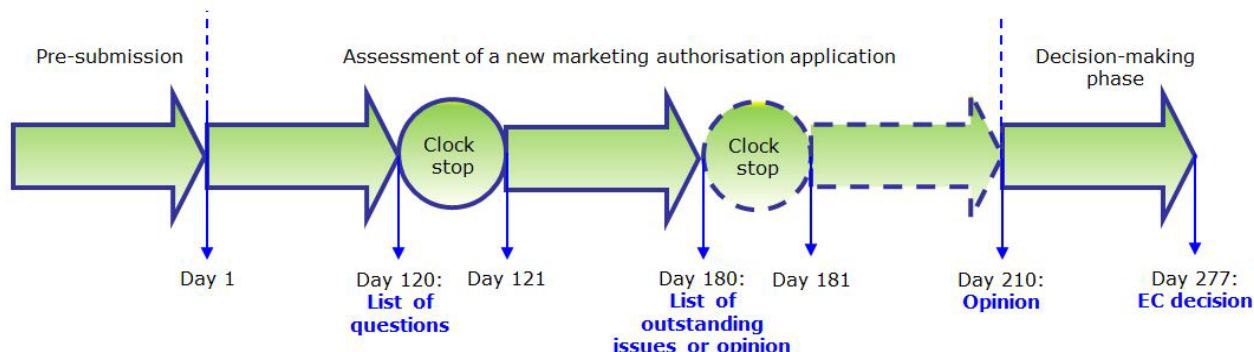 Pre-submission
Assessment of a new marketing authorisation application
Decision-making
phase
Clock
stop
Clock
stop
Day 1
Day 120:
List of
questions
Day 121
Day 180:
List of
outstanding
issues or opinion
Day 181
Day 210:
Opinion
Day 277:
EC decision